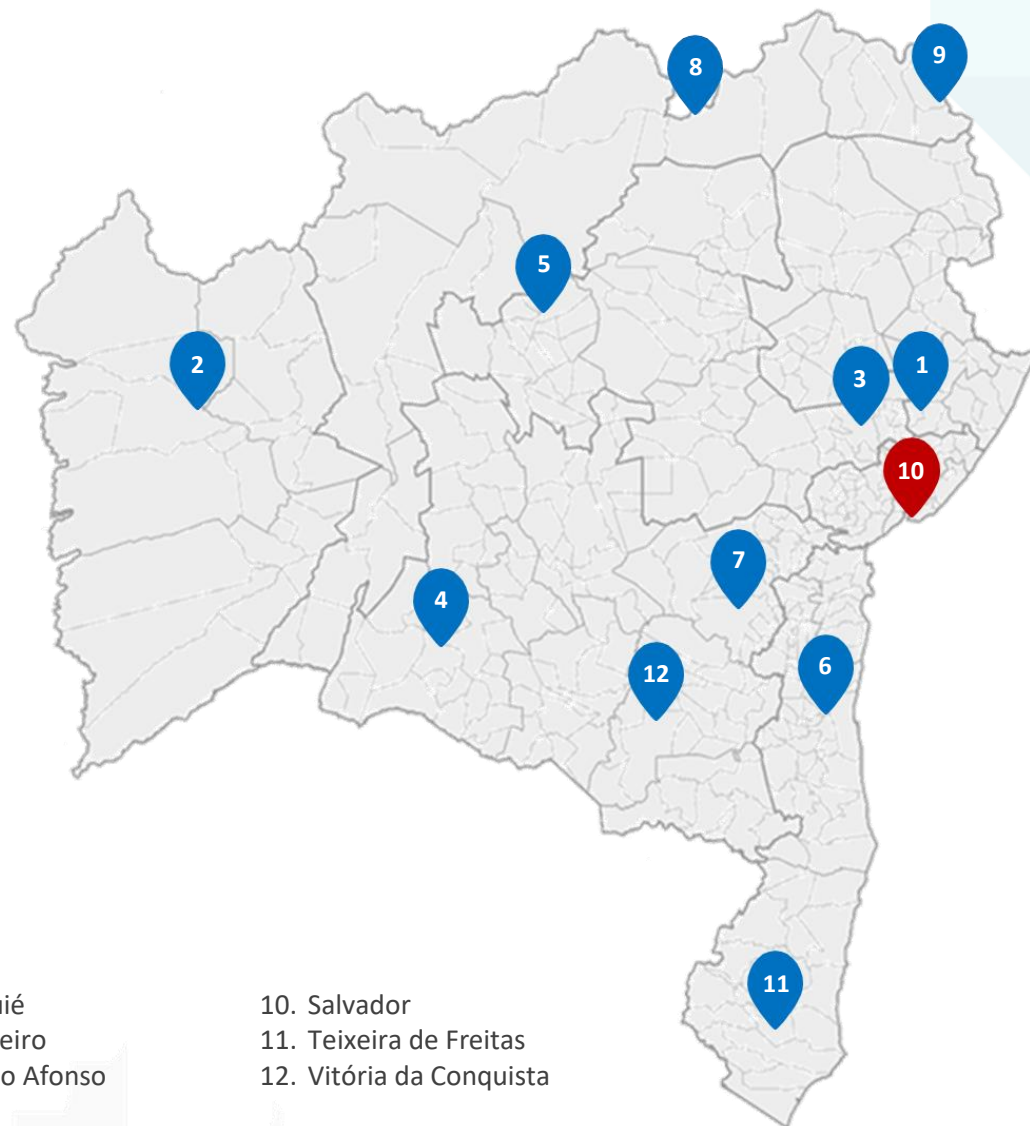 8
9
5
2
3
1
10
7
4
12
6
11
uié
eiro
o Afonso
10. Salvador
11. Teixeira de Freitas
12. Vitória da Conquista